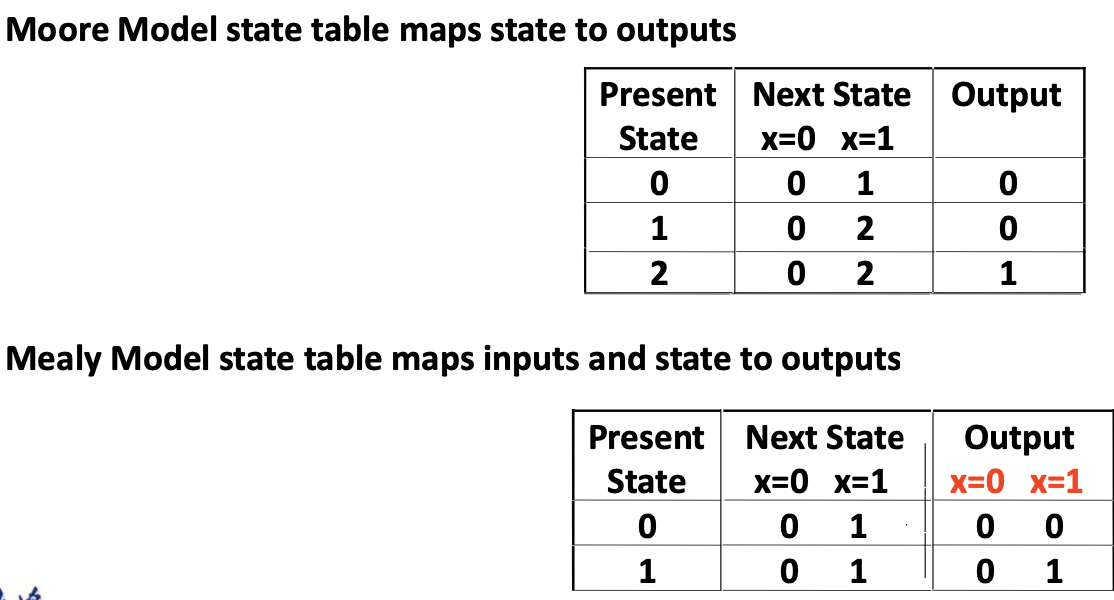 Moore Model state table maps state to outputs
Present Next State Output
State x=0 x=1
0 0 1 0
1 0 2 0
2 0 2 1
Mealy Model state table maps inputs and state to outputs
Present Next State Output
State x=0 x=1 x=0 x=1
0 0 1 0 0
1 0 1 0 1